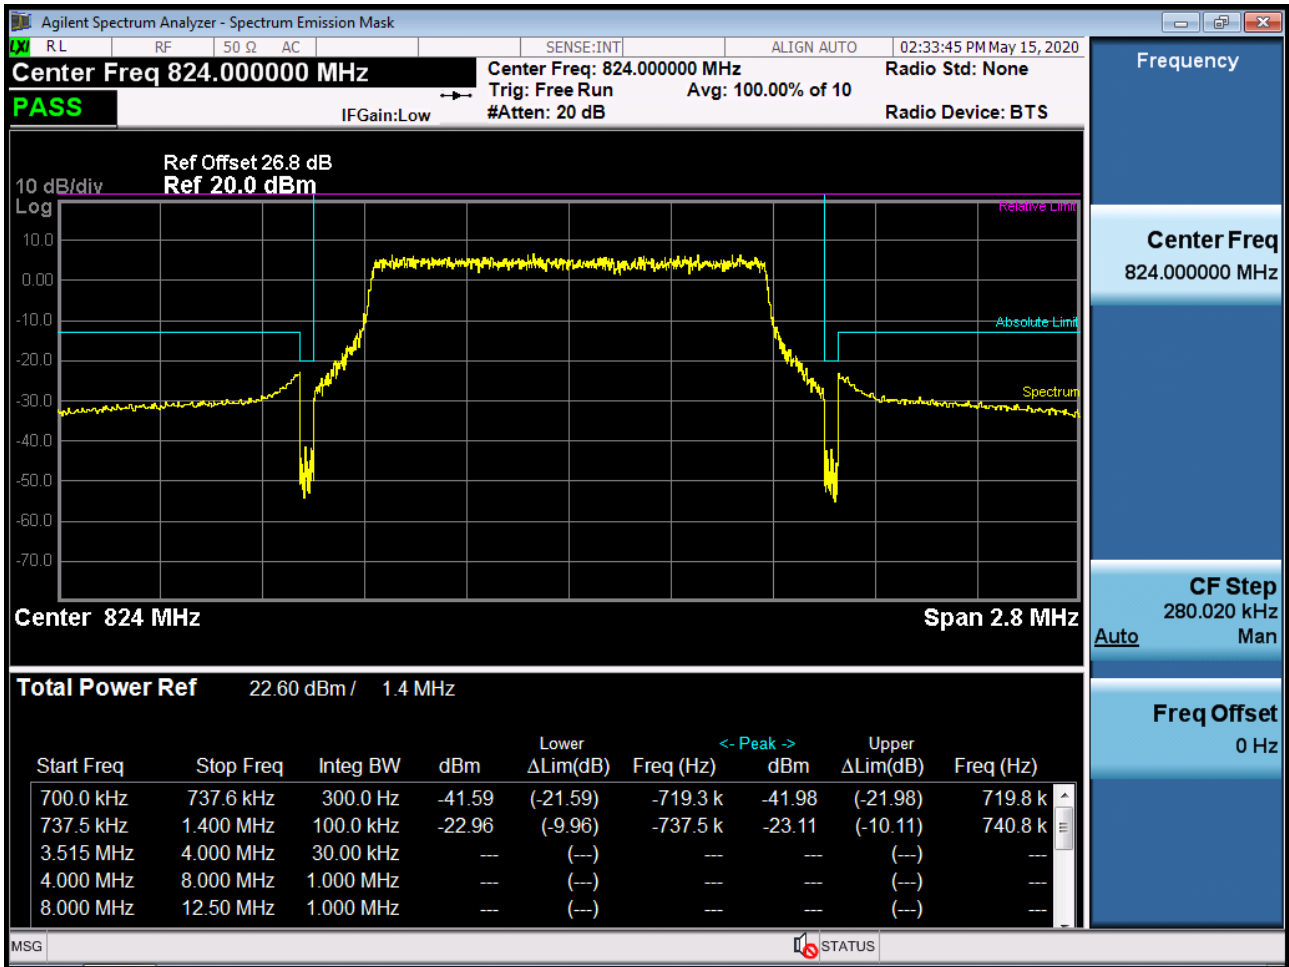 Agilent Spectrum Analyzer - Spectrum Emission Mask
LXI RL RF 50 Ω AC SENSE:INT ALIGN AUTO 02:33:45 PM May 15, 2020
Center Freq 824.000000 MHz
Center Freq: 824.000000 MHz
Radio Std: None
Trig: Free Run Avg: 100.00% of 10
PASS
IFGain:Low
#Atten: 20 dB
Radio Device: BTS
Ref Offset 26.8 dB
10 dB/div Ref 20.0 dBm
Log
Relative Limit
10.0
0.00
-10.0
Absolute Limit
-20.0
-30.0
Spectrum
-40.0
-50.0
-60.0
-70.0
Center 824 MHz Span 2.8 MHz
Total Power Ref 22.60 dBm / 1.4 MHz
Lower <- Peak -> Upper
Start Freq Stop Freq Integ BW dBm ΔLim(dB) Freq (Hz) dBm ΔLim(dB) Freq (Hz)
700.0 kHz 737.6 kHz 300.0 Hz -41.59 (-21.59) -719.3 k -41.98 (-21.98) 719.8 k
737.5 kHz 1.400 MHz 100.0 kHz -22.96 (-9.96) -737.5 k -23.11 (-10.11) 740.8 k
3.515 MHz 4.000 MHz 30.00 kHz --- (---) --- --- (---) ---
4.000 MHz 8.000 MHz 1.000 MHz --- (---) --- --- (---) ---
8.000 MHz 12.50 MHz 1.000 MHz --- (---) --- --- (---) ---
MSG STATUS
Frequency
Center Freq
824.000000 MHz
CF Step
280.020 kHz
Auto Man
Freq Offset
0 Hz